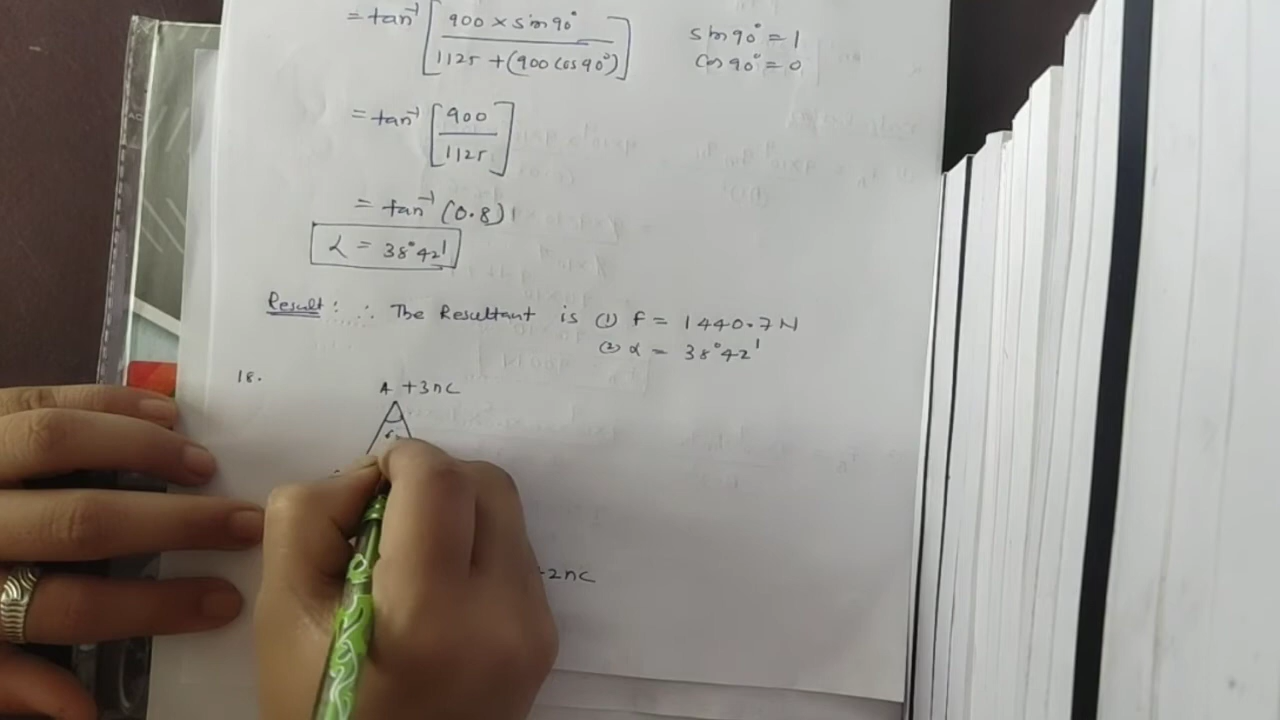 = tan⁻¹ [ 900 × sin 90° / 1125 + (900 cos 90°) ] sin 90° = 1
cos 90° = 0
= tan⁻¹ [ 900 / 1125 ]
= tan⁻¹ (0.8)
α = 38°42'
Result: ∴ The Resultant is (1) F = 1440.7 N
(2) α = 38°42'
18.
A +3nC
2nC